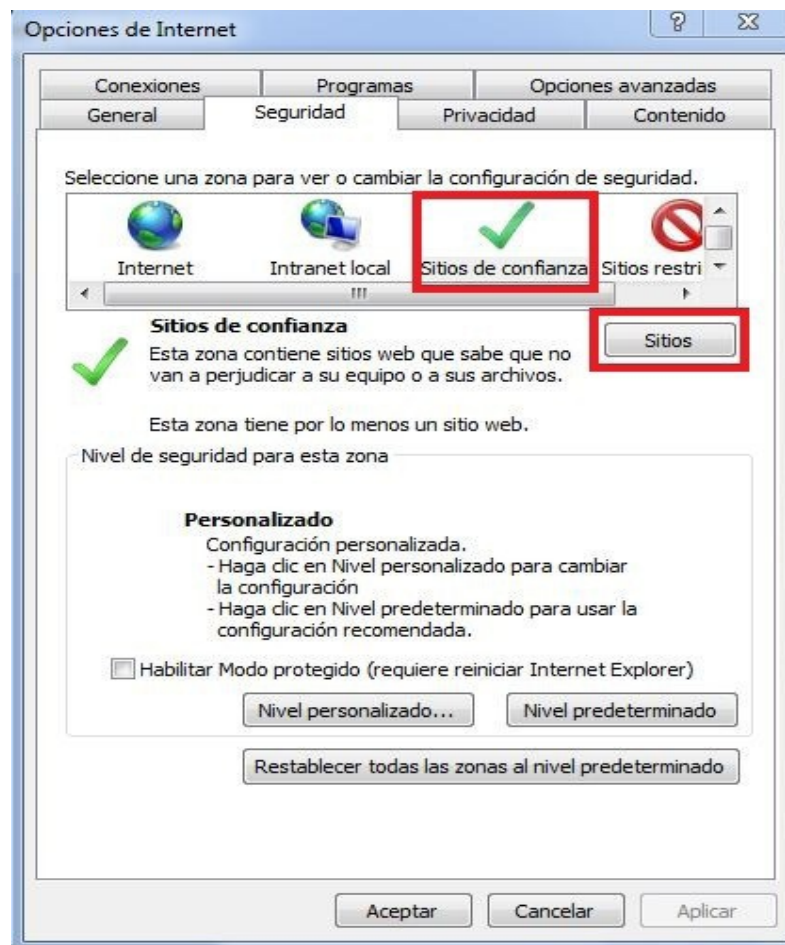 Opciones de Internet
Conexiones Programas Opciones avanzadas
General Seguridad Privacidad Contenido
Seleccione una zona para ver o cambiar la configuración de seguridad.
Internet Intranet local Sitios de confianza Sitios restri
Sitios de confianza
Sitios
Esta zona contiene sitios web que sabe que no
van a perjudicar a su equipo o a sus archivos.
Esta zona tiene por lo menos un sitio web.
Nivel de seguridad para esta zona
Personalizado
Configuración personalizada.
- Haga clic en Nivel personalizado para cambiar
la configuración
- Haga clic en Nivel predeterminado para usar la
configuración recomendada.
Habilitar Modo protegido (requiere reiniciar Internet Explorer)
Nivel personalizado... Nivel predeterminado
Restablecer todas las zonas al nivel predeterminado
Aceptar Cancelar Aplicar